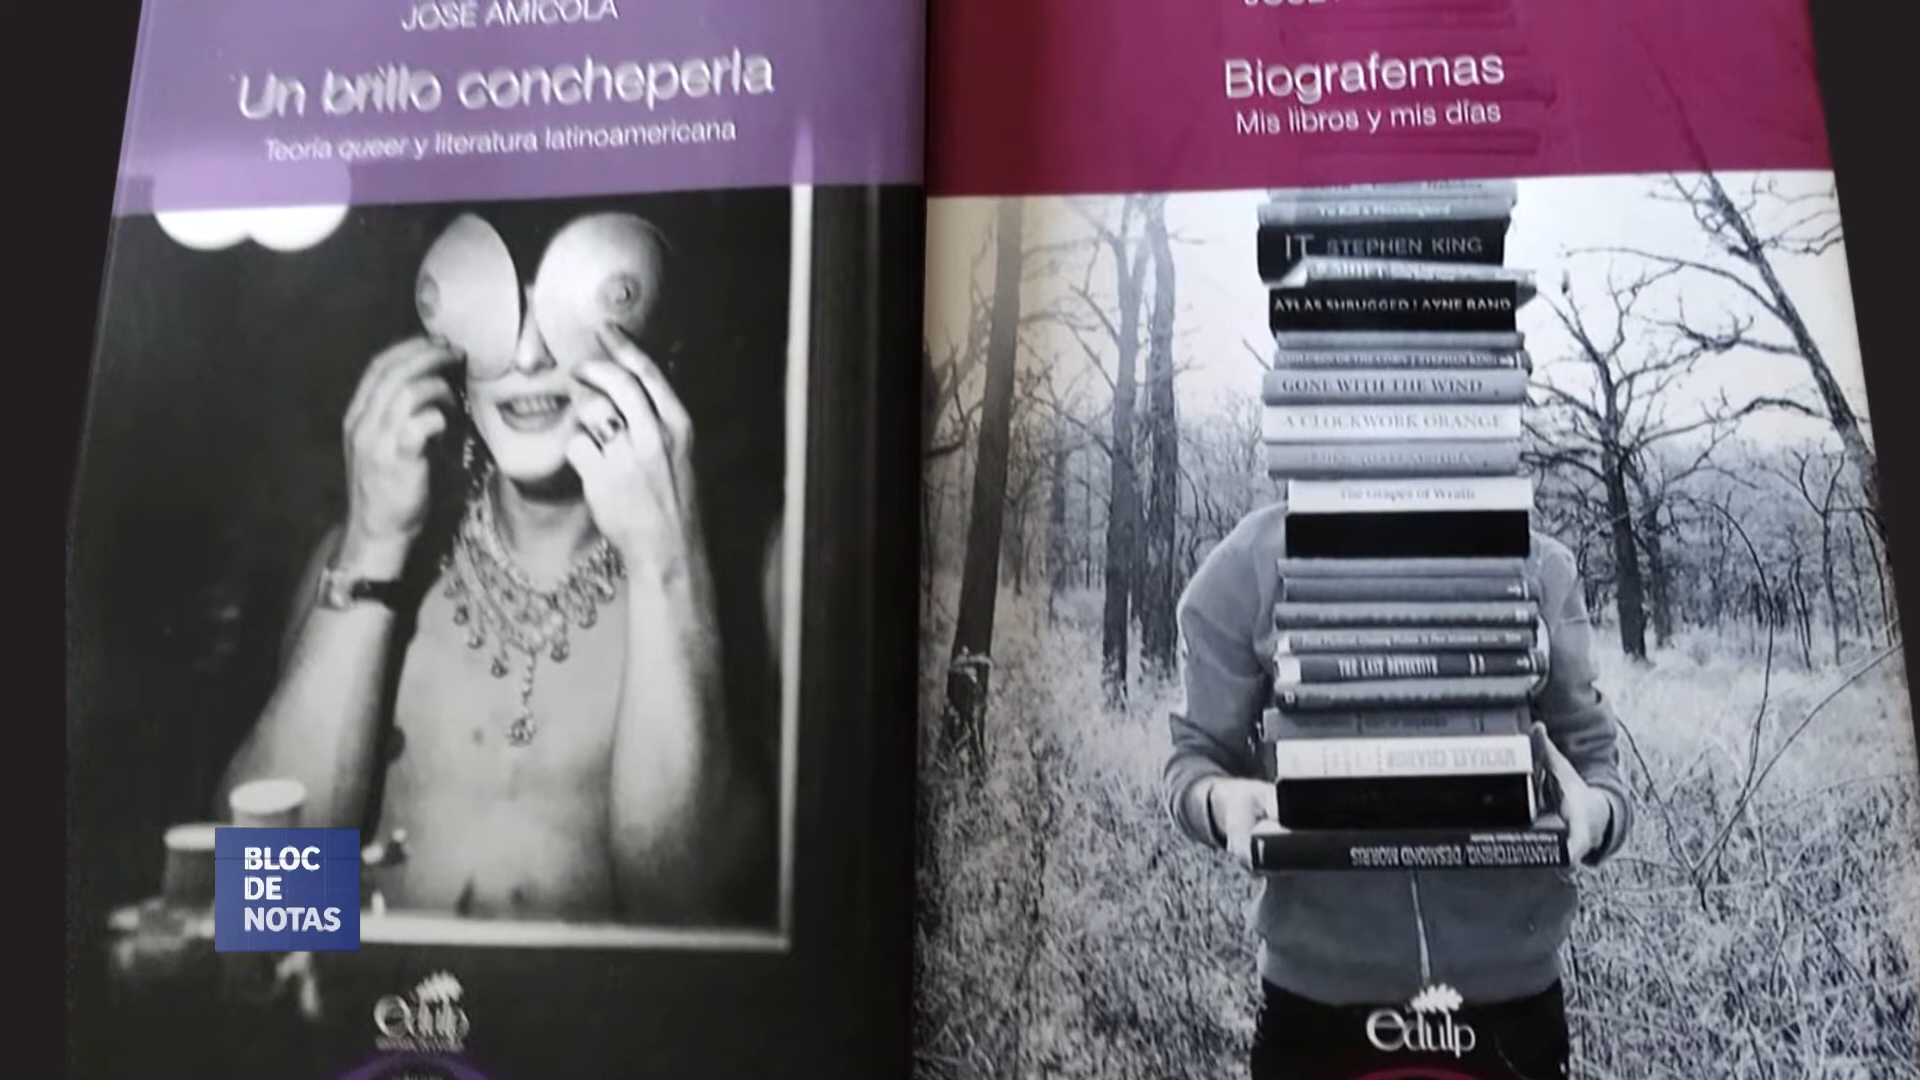 JOSÉ AMÍCOLA
Un brillo concheperla
Teoría queer y literatura latinoamericana
BLOC
DE
NOTAS
edulp
Biografemas
Mis libros y mis días
IT STEPHEN KING
ATLAS SHRUGGED | AYNE RAND
GONE WITH THE WIND
A CLOCKWORK ORANGE
The Grapes of Wrath
THE LAST DETECTIVE
MANWATCHING/DESMOND MORRIS
edulp